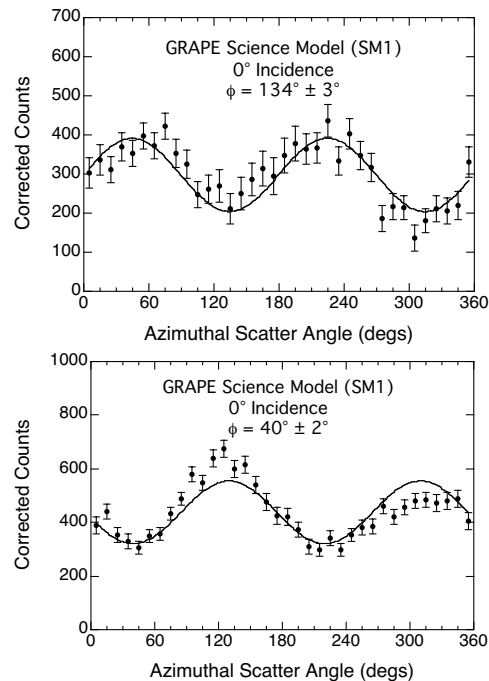 700
600
500
400
300
200
100
0
Corrected Counts
GRAPE Science Model (SM1)
0° Incidence
ϕ = 134° ± 3°
0 60 120 180 240 300 360
Azimuthal Scatter Angle (degs)
1000
800
600
400
200
0
Corrected Counts
GRAPE Science Model (SM1)
0° Incidence
ϕ = 40° ± 2°
0 60 120 180 240 300 360
Azimuthal Scatter Angle (degs)